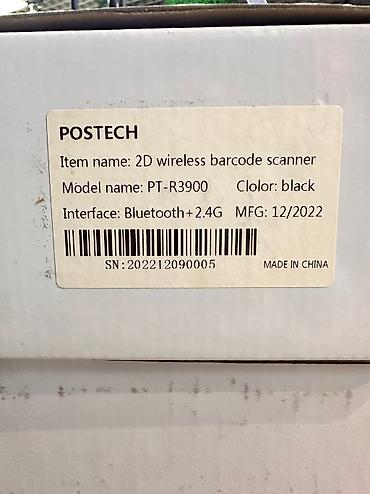 POSTECH
Item name: 2D wireless barcode scanner
Model name: PT-R3900 Clolor: black
Interface: Bluetooth+2.4G MFG: 12/2022
SN:202212090005 MADE IN CHINA